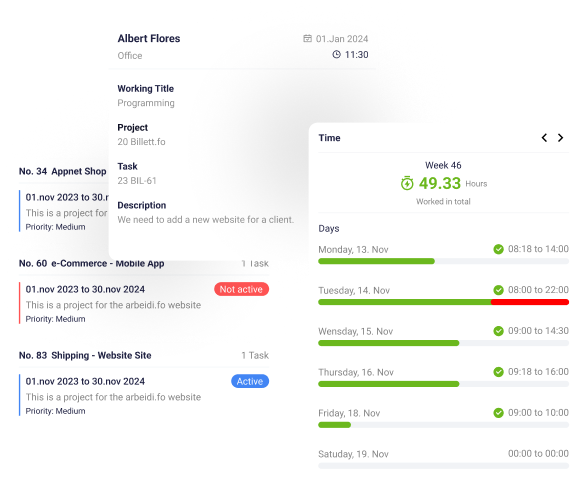 Albert Flores
01.Jan 2024
Office
11:30
Working Title
Programming
Project
20 Billett.fo
Task
23 BIL-61
Description
We need to add a new website for a client.
No. 34 Appnet Shop
01.nov 2023 to 30.n
This is a project for
Priority: Medium
No. 60 e-Commerce - Mobile App
1 Task
01.nov 2023 to 30.nov 2024
Not active
This is a project for the arbeidi.fo website
Priority: Medium
No. 83 Shipping - Website Site
1 Task
01.nov 2023 to 30.nov 2024
Active
This is a project for the arbeidi.fo website
Priority: Medium
Time
Week 46
49.33 Hours
Worked in total
Days
Monday, 13. Nov
08:18 to 14:00
Tuesday, 14. Nov
08:00 to 22:00
Wensday, 15. Nov
09:00 to 14:30
Thursday, 16. Nov
09:18 to 16:00
Friday, 18. Nov
09:00 to 10:00
Satuday, 19. Nov
00:00 to 00:00